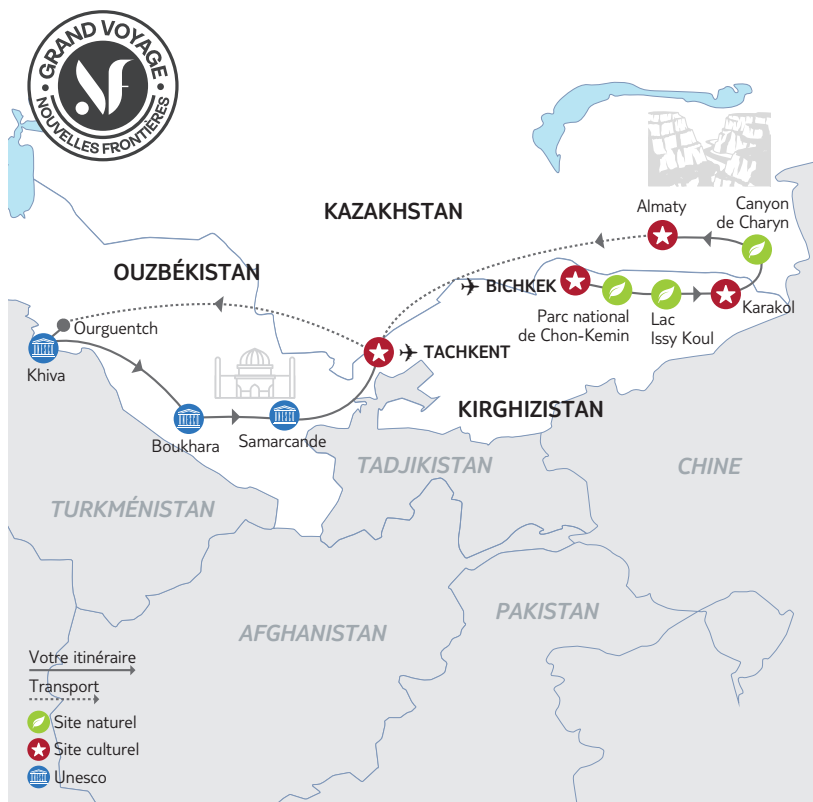 GRAND VOYAGE
NOUVELLES FRONTIÈRES
KAZAKHSTAN
Almaty
Canyon
de Charyn
OUZBÉKISTAN
BICHKEK
Parc national
de Chon-Kemin
Lac
Issy Koul
Karakol
Ourguentch
Khiva
TACHKENT
Boukhara
Samarcande
KIRGHIZISTAN
TADJIKISTAN
CHINE
TURKMÉNISTAN
AFGHANISTAN
PAKISTAN
Votre itinéraire
Transport
Site naturel
Site culturel
Unesco